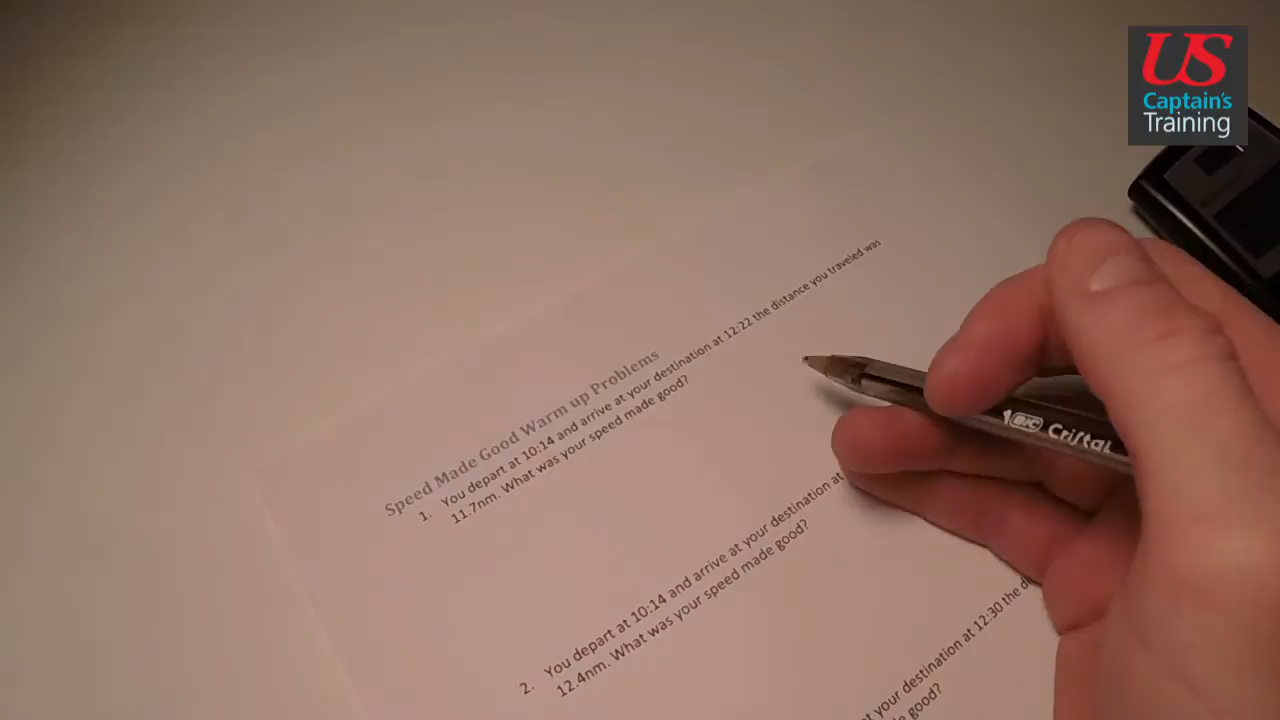 US
Captain's
Training
Speed Made Good Warm up Problems
1. You depart at 10:14 and arrive at your destination at 12:22 the distance you traveled was
11.7nm. What was your speed made good?
2. You depart at 10:14 and arrive at your destination at
12.4nm. What was your speed made good?
your destination at 12:30 the
good?
BIC Cristal